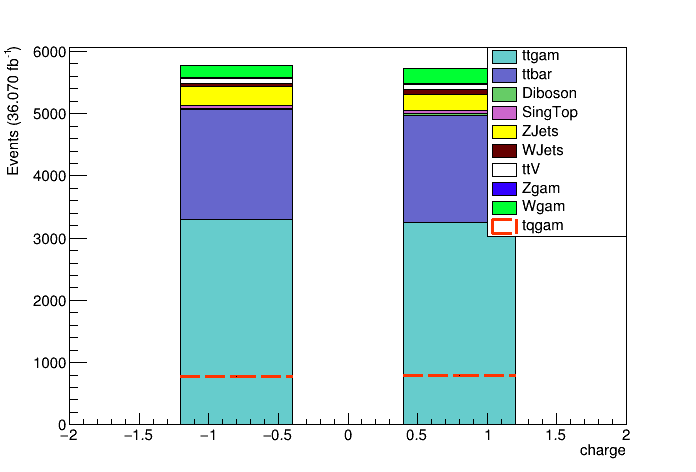 Events (36.070 fb⁻¹)
6000
5000
4000
3000
2000
1000
0
ttgam
ttbar
Diboson
SingTop
ZJets
WJets
ttV
Zgam
Wgam
tqgam
−2 −1.5 −1 −0.5 0 0.5 1 1.5 2
charge